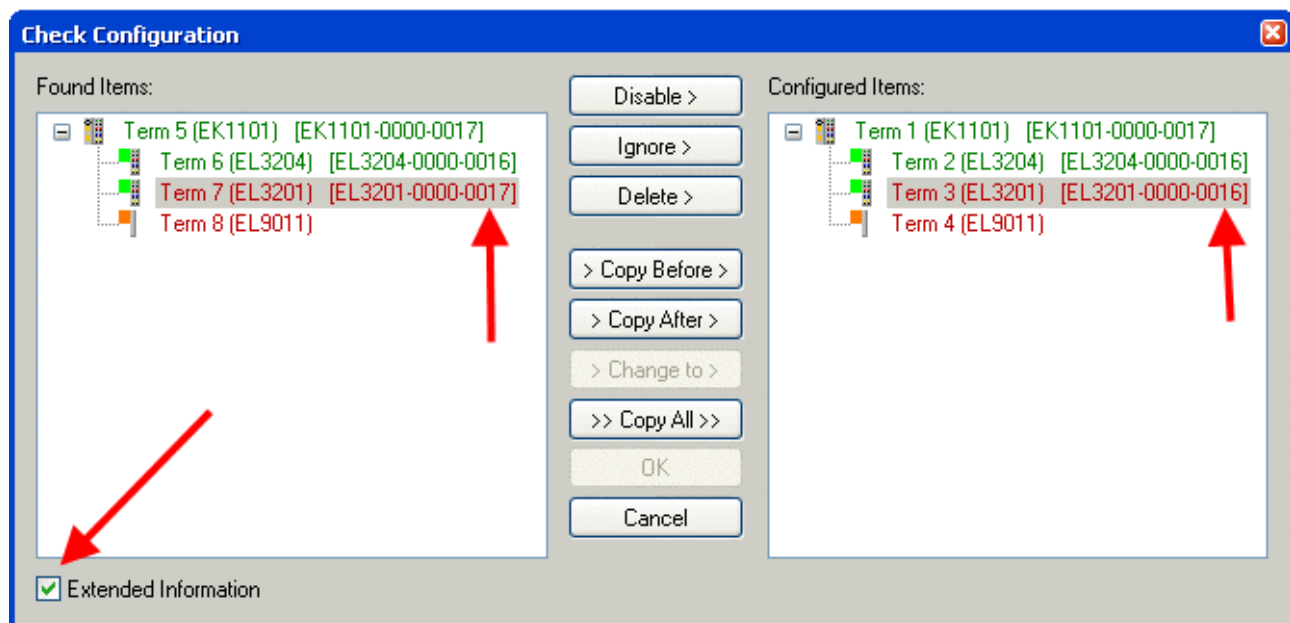 Check Configuration
Found Items:
Term 5 (EK1101) [EK1101-0000-0017]
Term 6 (EL3204) [EL3204-0000-0016]
Term 7 (EL3201) [EL3201-0000-0017]
Term 8 (EL9011)
Disable >
Ignore >
Delete >
> Copy Before >
> Copy After >
> Change to >
>> Copy All >>
OK
Cancel
Configured Items:
Term 1 (EK1101) [EK1101-0000-0017]
Term 2 (EL3204) [EL3204-0000-0016]
Term 3 (EL3201) [EL3201-0000-0016]
Term 4 (EL9011)
Extended Information